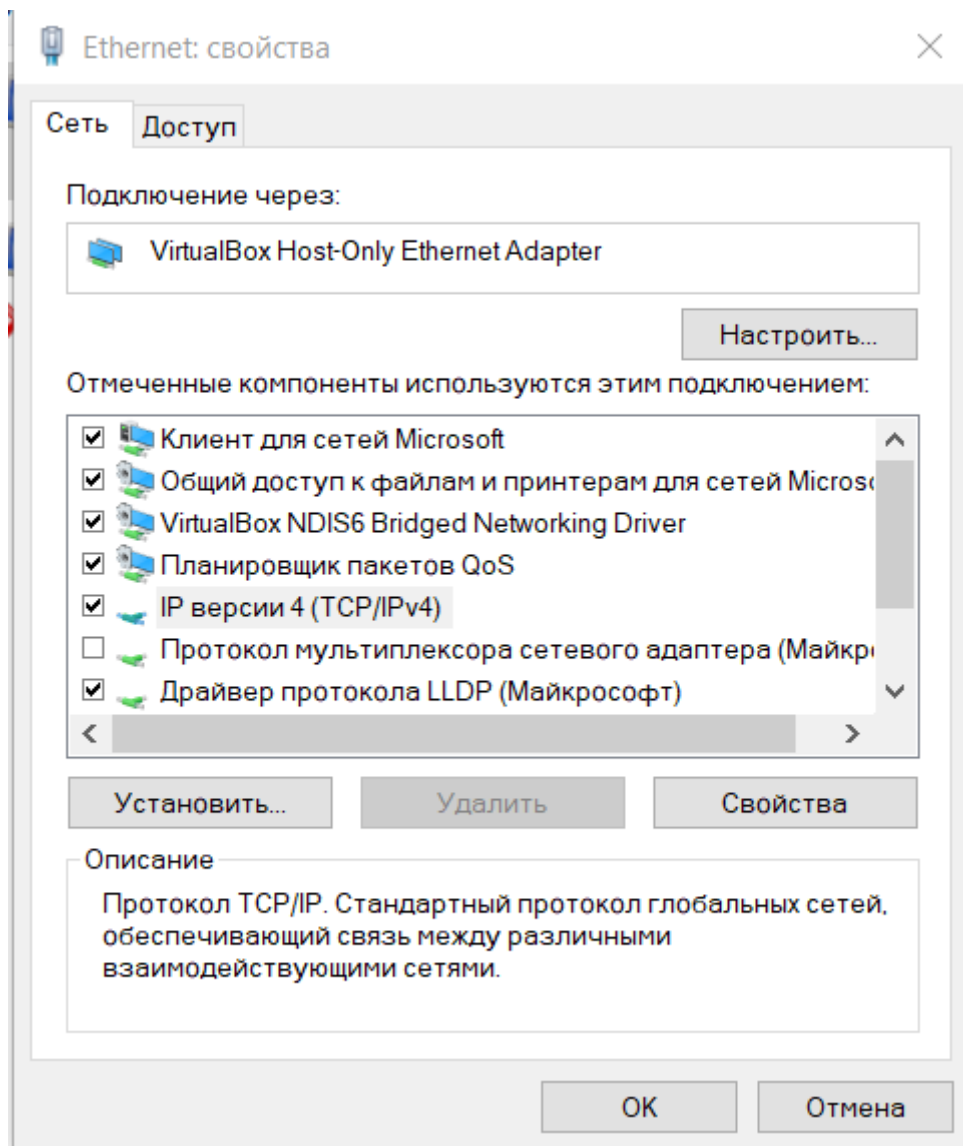 Ethernet: свойства
Сеть Доступ
Подключение через:
VirtualBox Host-Only Ethernet Adapter
Настроить...
Отмеченные компоненты используются этим подключением:
Клиент для сетей Microsoft
Общий доступ к файлам и принтерам для сетей Microso
VirtualBox NDIS6 Bridged Networking Driver
Планировщик пакетов QoS
IP версии 4 (TCP/IPv4)
Протокол мультиплексора сетевого адаптера (Майкр
Драйвер протокола LLDP (Майкрософт)
Установить... Удалить Свойства
Описание
Протокол TCP/IP. Стандартный протокол глобальных сетей,
обеспечивающий связь между различными
взаимодействующими сетями.
OK Отмена